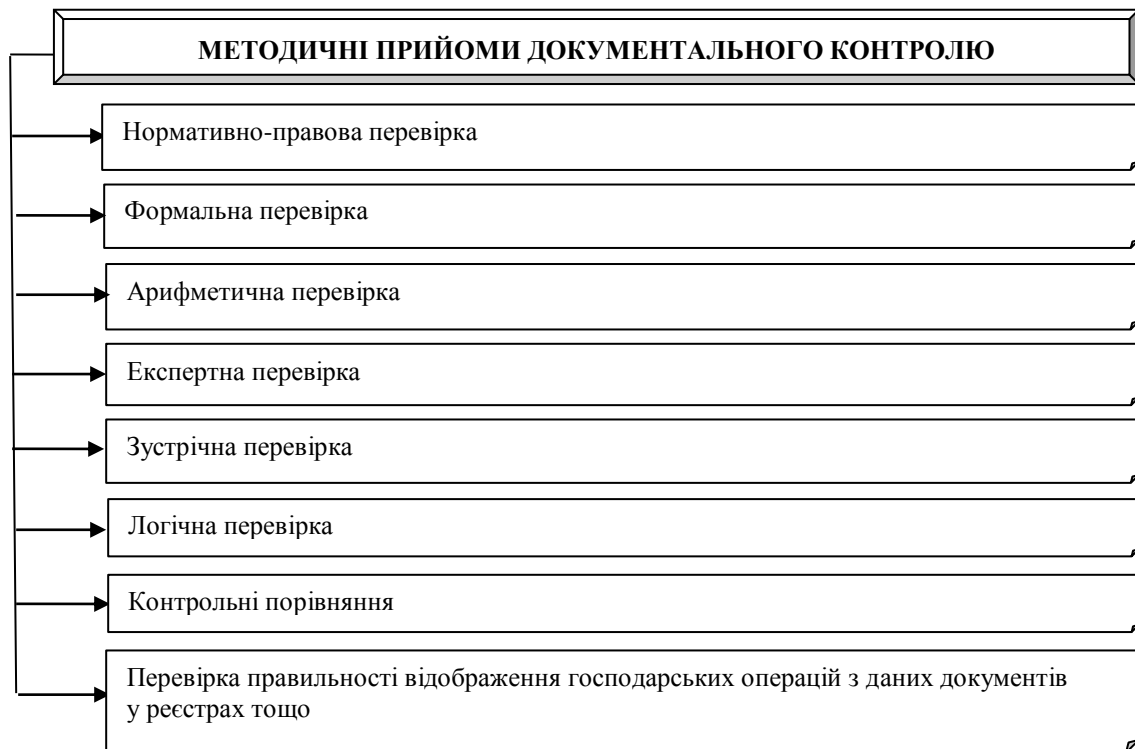 МЕТОДИЧНІ ПРИЙОМИ ДОКУМЕНТАЛЬНОГО КОНТРОЛЮ
Нормативно-правова перевірка
Формальна перевірка
Арифметична перевірка
Експертна перевірка
Зустрічна перевірка
Логічна перевірка
Контрольні порівняння
Перевірка правильності відображення господарських операцій з даних документів
у реєстрах тощо